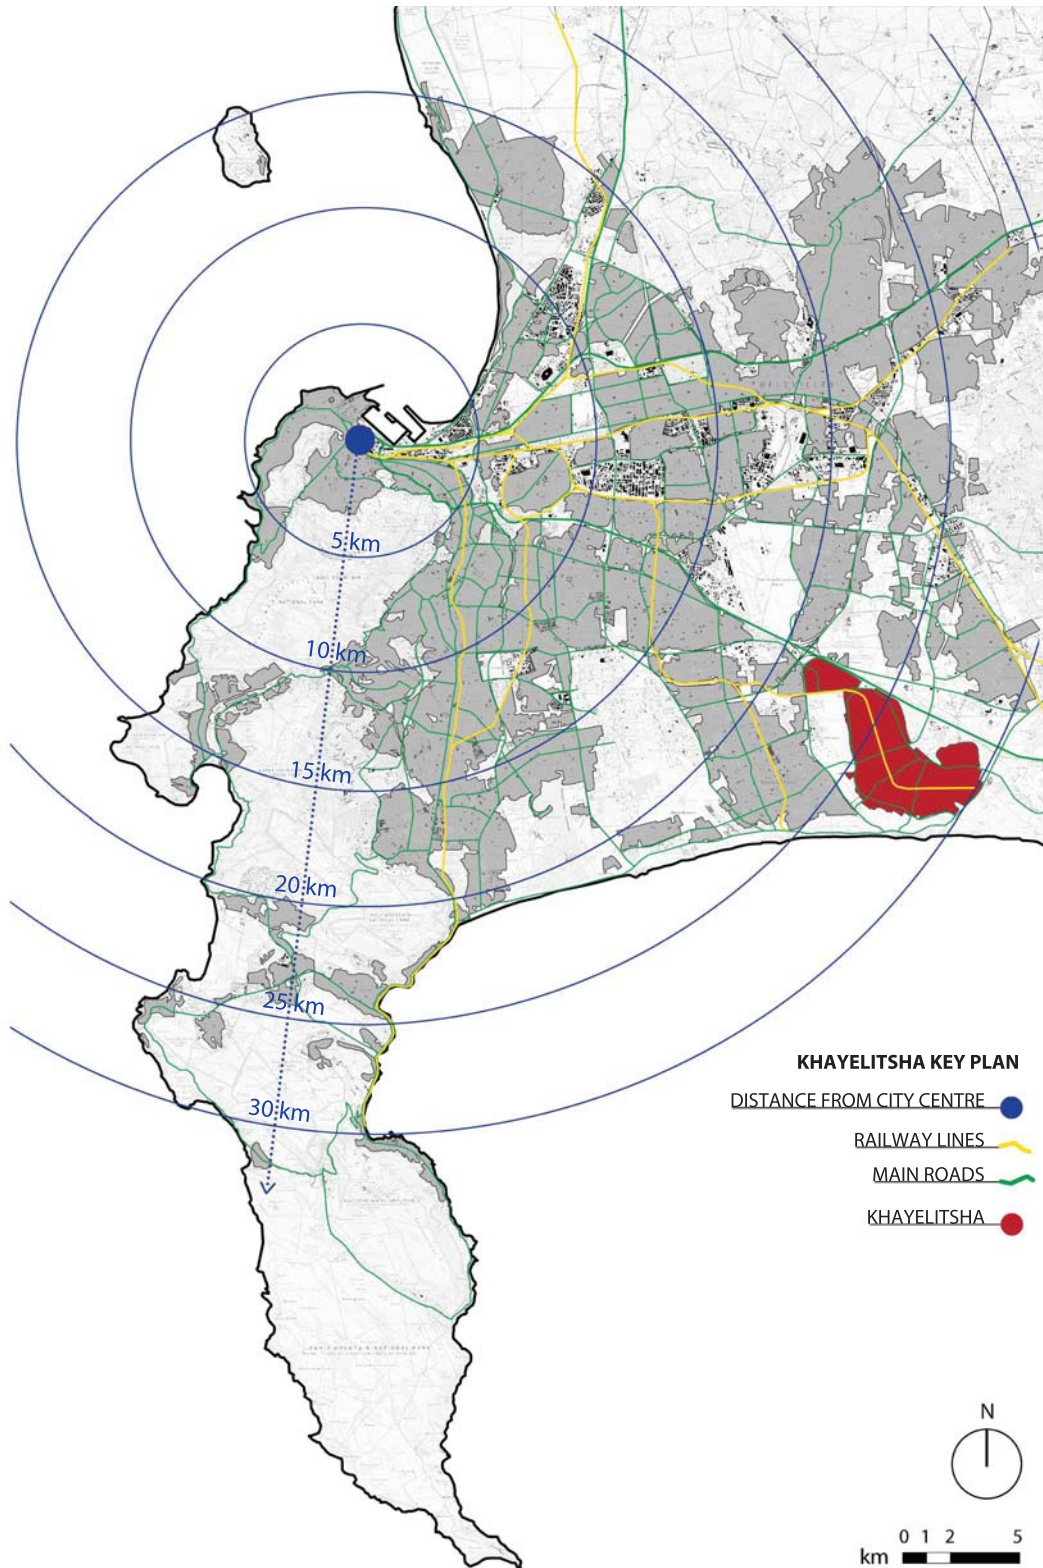 5 km
10 km
15 km
20 km
25 km
30 km
KHAYELITSHA KEY PLAN
DISTANCE FROM CITY CENTRE
RAILWAY LINES
MAIN ROADS
KHAYELITSHA
N
0 1 2 5
km